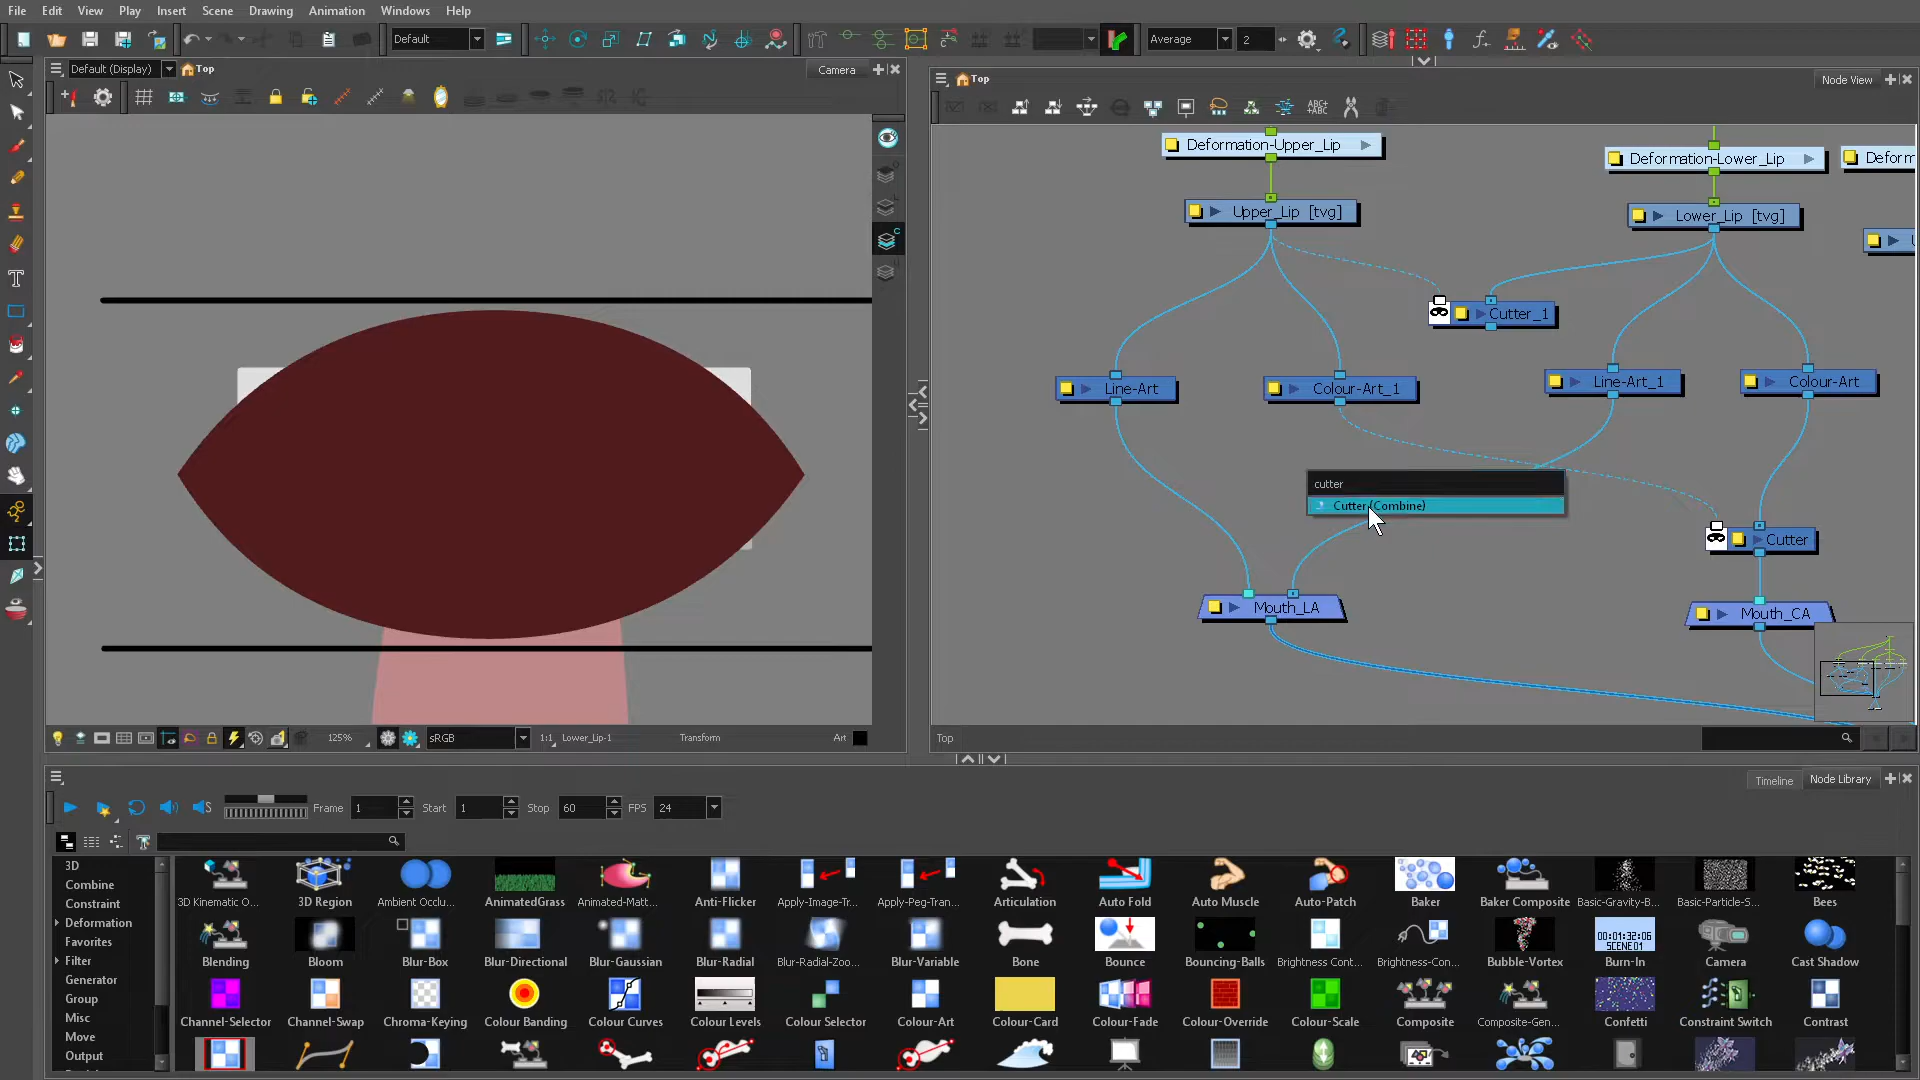 File Edit View Play Insert Scene Drawing Animation Windows Help
Default Average 2
Default (Display) Top Camera
Top Node View
Deformation-Upper_Lip
Deformation-Lower_Lip
Deform
Upper_Lip [tvg]
Lower_Lip [tvg]
Cutter_1
Line-Art
Colour-Art_1
Line-Art_1
Colour-Art
cutter
Cutter (Combine)
Cutter
Mouth_LA
Mouth_CA
125% sRGB 1:1 Lower_Lip-1 Transform Art
Top
Timeline Node Library
Frame 1 Start 1 Stop 60 FPS 24
3D
Combine
Constraint
Deformation
Favorites
Filter
Generator
Group
Misc
Move
Output
3D Kinematic O... 3D Region Ambient Occlu... AnimatedGrass Animated-Matt... Anti-Flicker Apply-Image-Tr... Apply-Peg-Tran... Articulation Auto Fold Auto Muscle Auto-Patch Baker Baker Composite Basic-Gravity-B... Basic-Particle-S... Bees
00:01:32:06
SCENE01
Blending Bloom Blur-Box Blur-Directional Blur-Gaussian Blur-Radial Blur-Radial-Zoo... Blur-Variable Bone Bounce Bouncing-Balls Brightness Cont... Brightness-Con... Bubble-Vortex Burn-In Camera Cast Shadow
Channel-Selector Channel-Swap Chroma-Keying Colour Banding Colour Curves Colour Levels Colour Selector Colour-Art Colour-Card Colour-Fade Colour-Override Colour-Scale Composite Composite-Gen... Confetti Constraint Switch Contrast